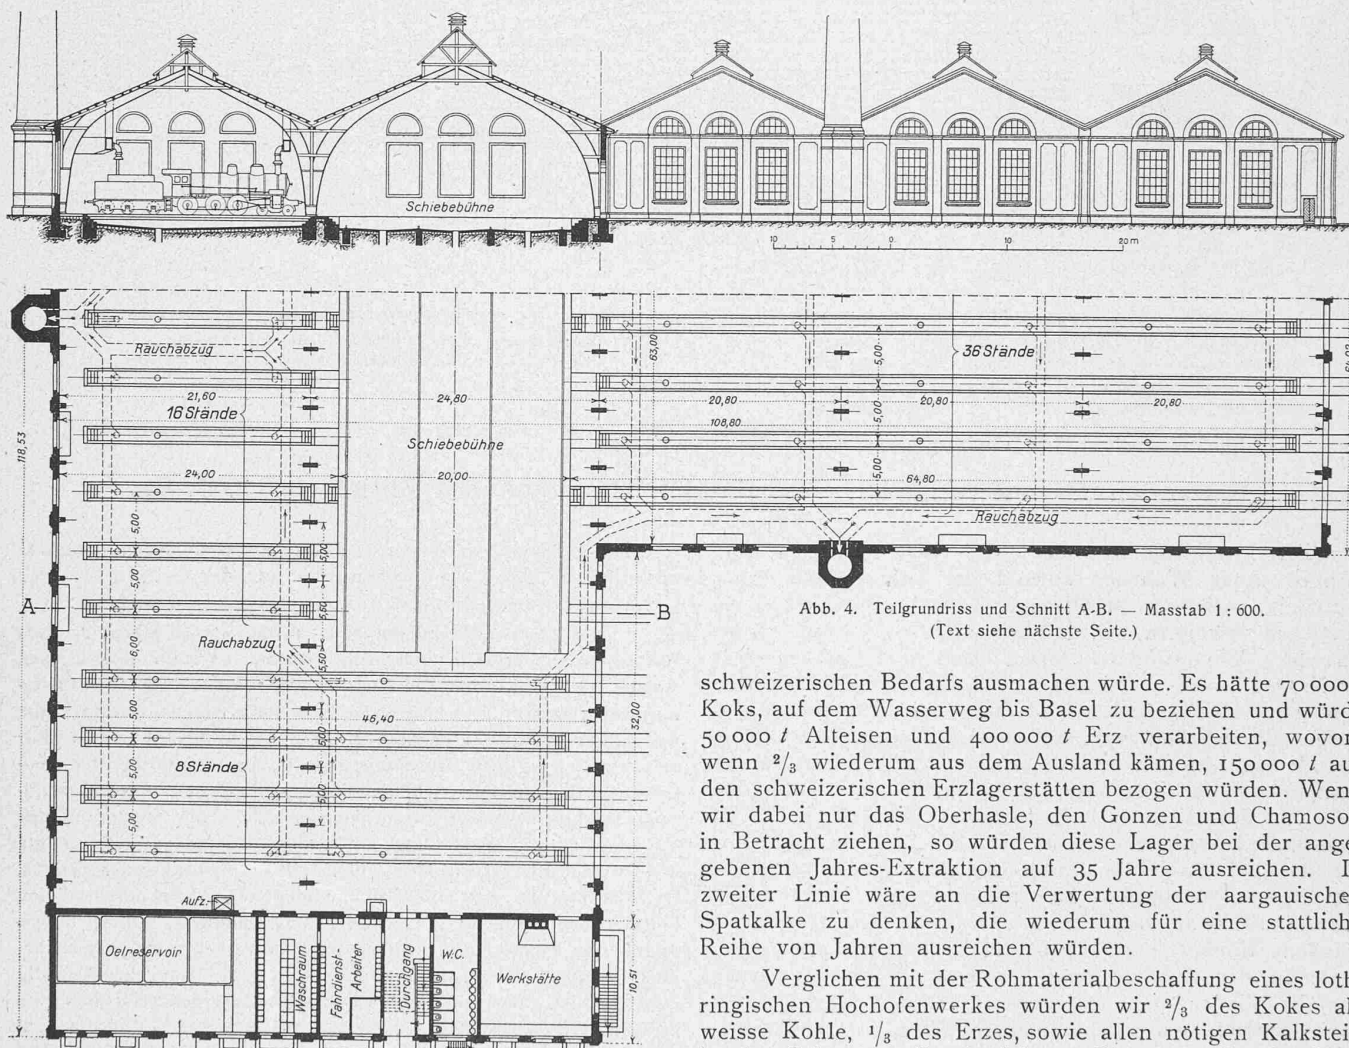 Schiebebühne
10 5 0 10 20 m
Rauchabzug
21,60
16 Stände
24,80
63,00
5,00
36 Stände
20,80
5,00
20,80
20,80
108,80
118,53
Schiebebühne
24,00
20,00
5,00
64,80
Rauchabzug
5,00
5,00
5,00
A
B
6,00
Rauchabzug
5,50
5,00
46,40
32,00
5,00
5,00
8 Stände
5,00
5,00
Abb. 4. Teilgrundriss und Schnitt A-B. — Masstab 1 : 600.
(Text siehe nächste Seite.)
Aufz.
Oelreservoir
Waschraum
Fahrdienst-
Arbeiter
Durchgang
W.C.
Werkstätte
10,51
schweizerischen Bedarfs ausmachen würde. Es hätte 70 000
Koks, auf dem Wasserweg bis Basel zu beziehen und würd
50 000 t Alteisen und 400 000 t Erz verarbeiten, wovon
wenn 2/3 wiederum aus dem Ausland kämen, 150 000 t au
den schweizerischen Erzlagerstätten bezogen würden. Wen
wir dabei nur das Oberhasle, den Gonzen und Chamoso
in Betracht ziehen, so würden diese Lager bei der ange
gebenen Jahres-Extraktion auf 35 Jahre ausreichen.
zweiter Linie wäre an die Verwertung der aargauische
Spatkalke zu denken, die wiederum für eine stattlich
Reihe von Jahren ausreichen würden.
Verglichen mit der Rohmaterialbeschaffung eines loth
ringischen Hochofenwerkes würden wir 2/3 des Kokes al
weisse Kohle, 1/3 des Erzes, sowie allen nötigen Kalkstei